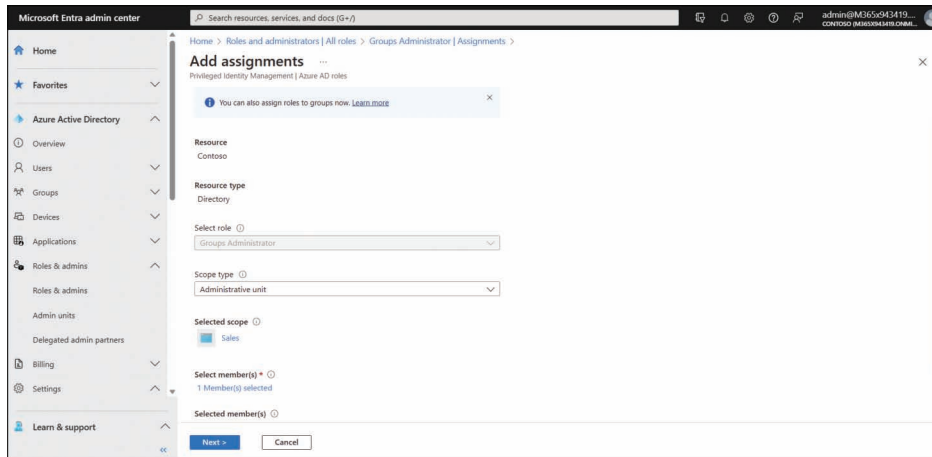 Microsoft Entra admin center
Search resources, services, and docs (G+/)
admin@M365x943419....
CONTOSO (M365X943419.ONMI...
Home
Favorites
Azure Active Directory
Overview
Users
Groups
Devices
Applications
Roles & admins
Roles & admins
Admin units
Delegated admin partners
Billing
Settings
Learn & support
Home > Roles and administrators | All roles > Groups Administrator | Assignments >
Add assignments ...
Privileged Identity Management | Azure AD roles
You can also assign roles to groups now. Learn more
Resource
Contoso
Resource type
Directory
Select role
Groups Administrator
Scope type
Administrative unit
Selected scope
Sales
Select member(s) *
1 Member(s) selected
Selected member(s)
Next >
Cancel